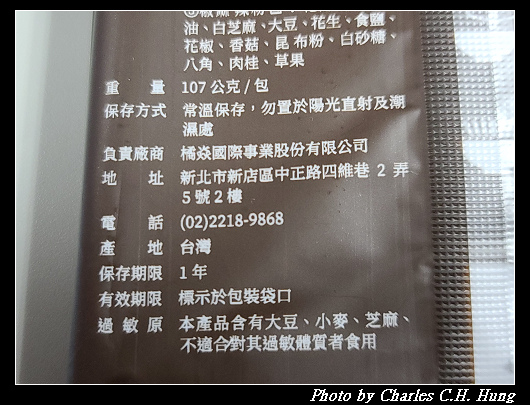 油、白芝麻、大豆、花生、食鹽、
花椒、香菇、昆布粉、白砂糖、
八角、肉桂、草果
重 量 107 公克 / 包
保存方式 常溫保存，勿置於陽光直射及潮
濕處
負責廠商 橘焱國際事業股份有限公司
地 址 新北市新店區中正路四維巷 2 弄
5 號 2 樓
電 話 (02)2218-9868
產 地 台灣
保存期限 1 年
有效期限 標示於包裝袋口
過 敏 原 本產品含有大豆、小麥、芝麻、
不適合對其過敏體質者食用
Photo by Charles C.H. Hung